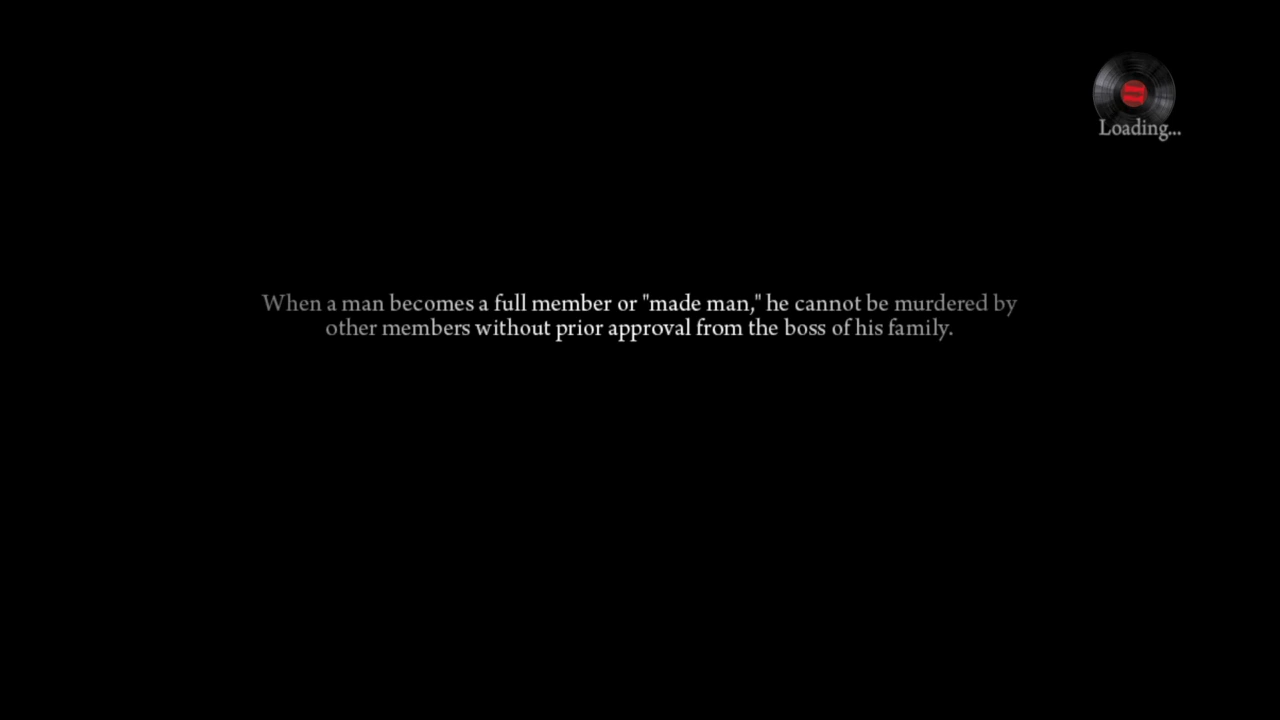 Loading...
When a man becomes a full member or "made man," he cannot be murdered by
other members without prior approval from the boss of his family.